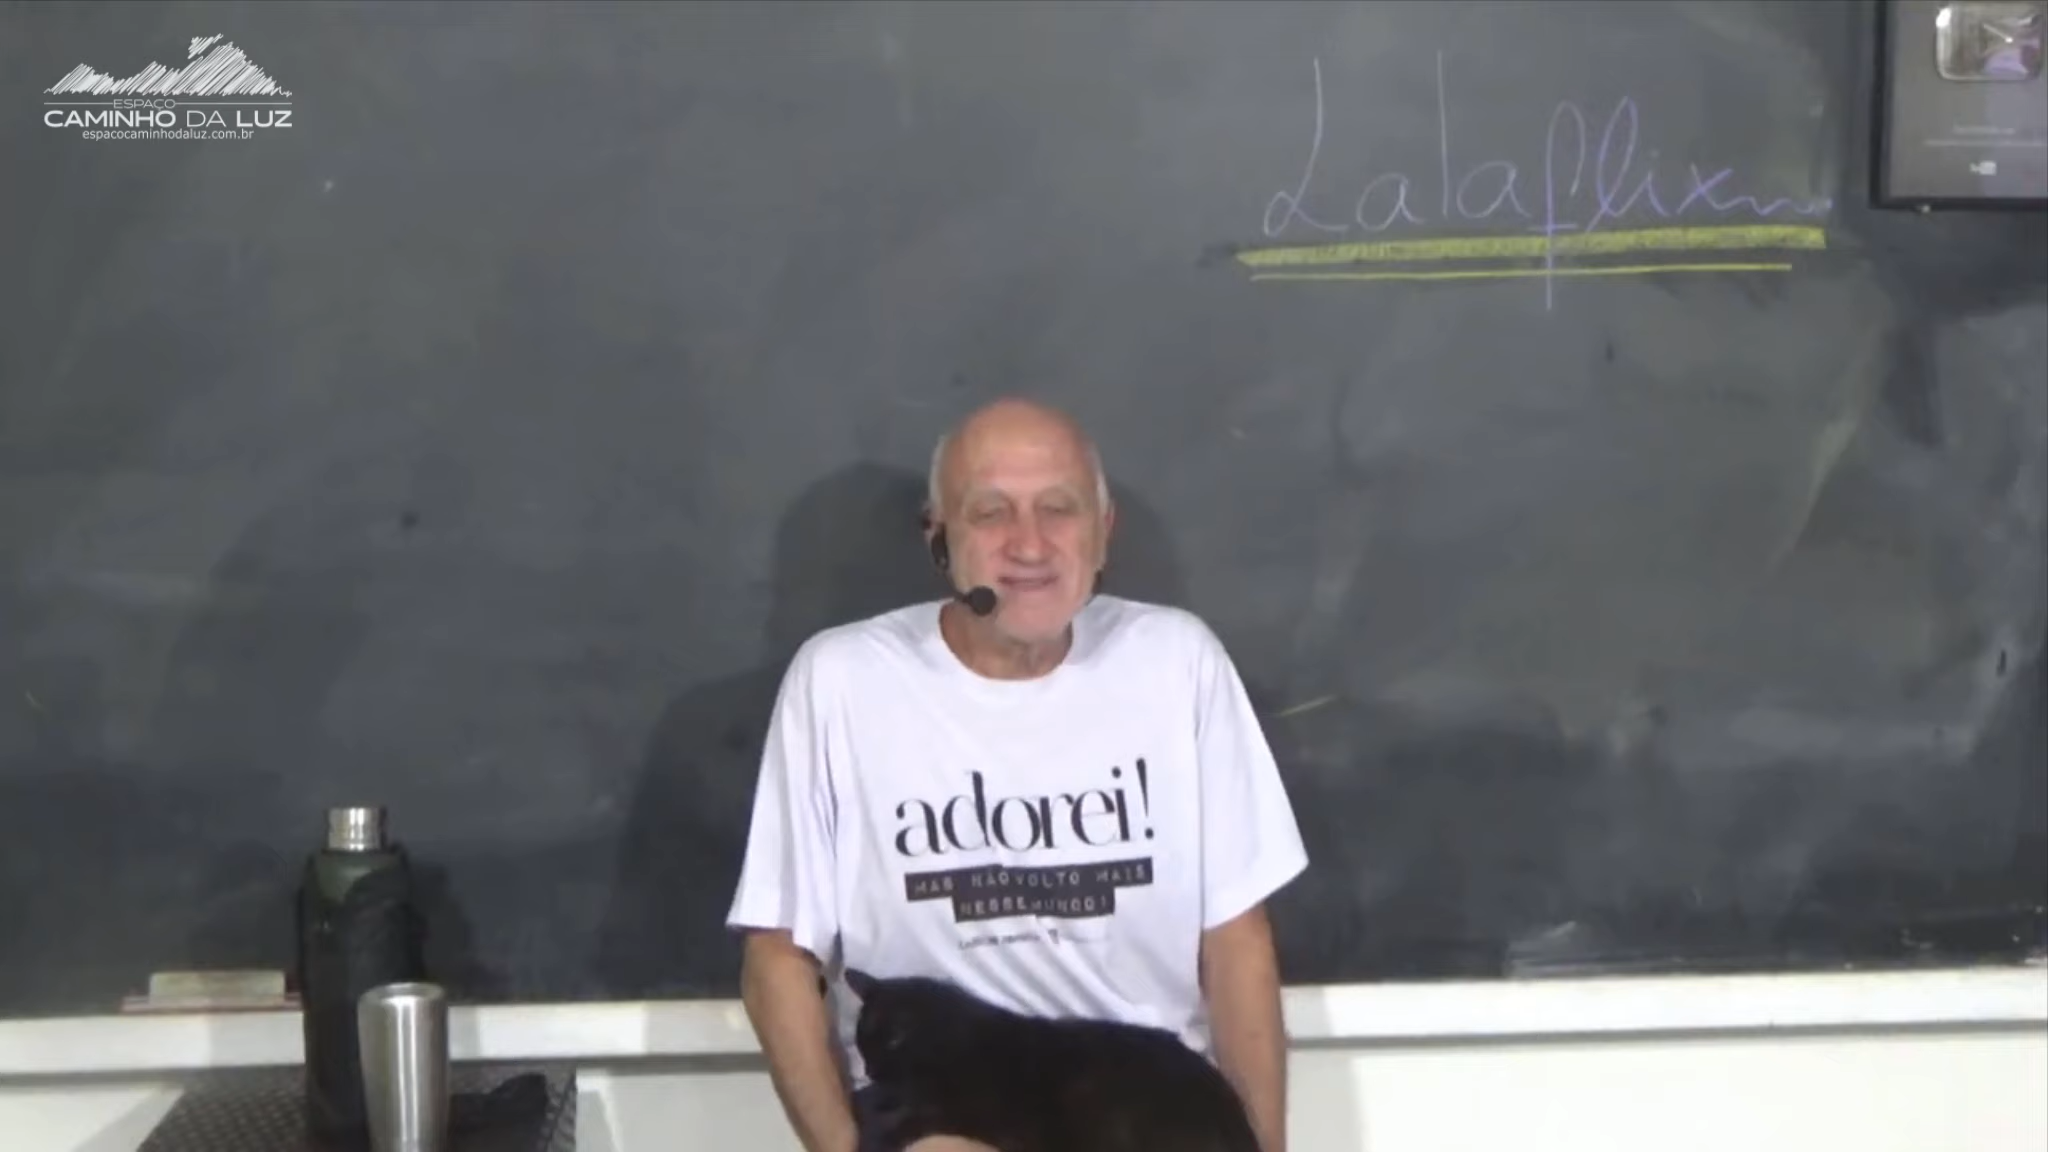 ESPAÇO
CAMINHO DA LUZ
espacocaminhodaluz.com.br
Lalaflix
adorei!
MAS NÃO VOLTO MAIS
NESSE MUNDO!